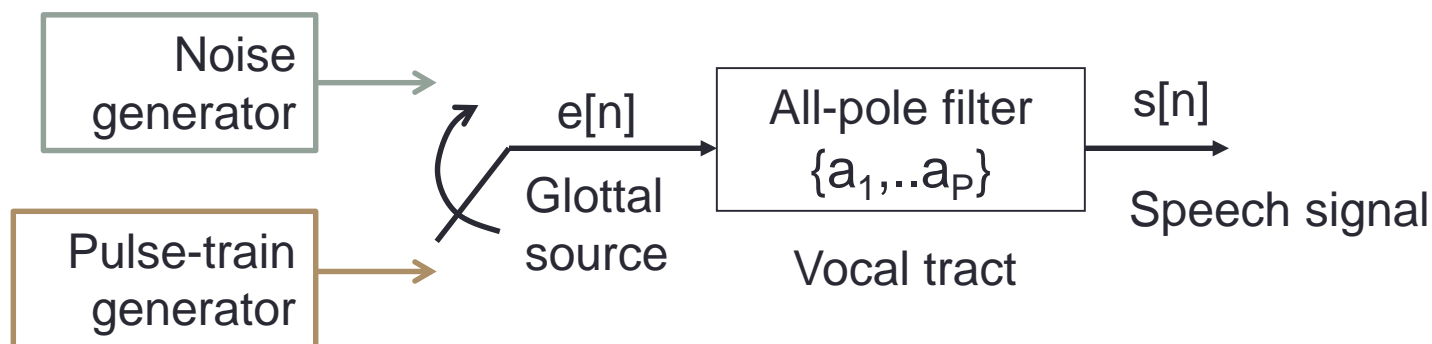 Noise
generator
e[n]
Glottal
source
All-pole filter
{a₁,..aₚ}
Vocal tract
s[n]
Speech signal
Pulse-train
generator